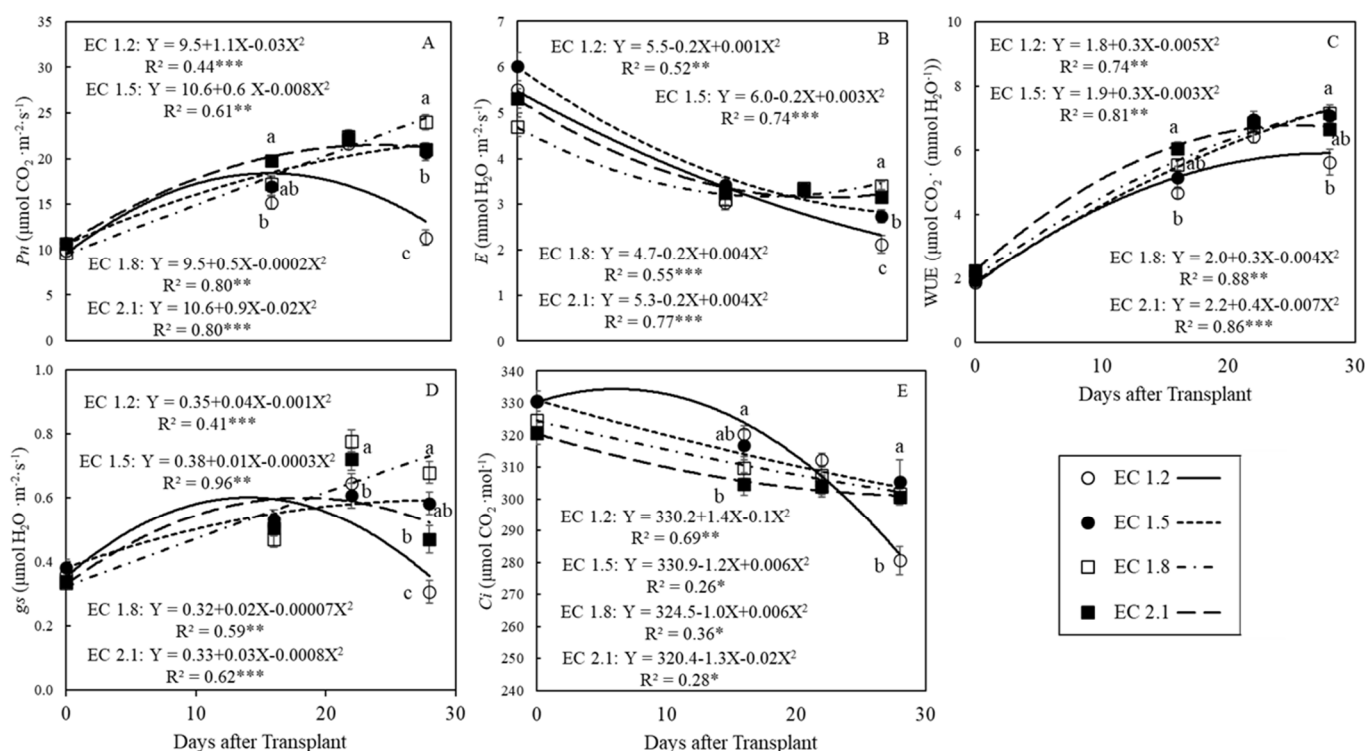 A
EC 1.2: Y = 9.5+1.1X-0.03X²
R² = 0.44***
EC 1.5: Y = 10.6+0.6 X-0.008X²
R² = 0.61**
EC 1.8: Y = 9.5+0.5X-0.0002X²
R² = 0.80**
EC 2.1: Y = 10.6+0.9X-0.02X²
R² = 0.80***
Pn (µmol CO₂ ·m⁻²·s⁻¹)
35
30
25
20
15
10
5
0
a
ab
b
a
b
c
B
EC 1.2: Y = 5.5-0.2X+0.001X²
R² = 0.52**
EC 1.5: Y = 6.0-0.2X+0.003X²
R² = 0.74***
EC 1.8: Y = 4.7-0.2X+0.004X²
R² = 0.55***
EC 2.1: Y = 5.3-0.2X+0.004X²
R² = 0.77***
E (mmol H₂O ·m⁻²·s⁻¹)
7
6
5
4
3
2
1
0
a
b
c
C
EC 1.2: Y = 1.8+0.3X-0.005X²
R² = 0.74**
EC 1.5: Y = 1.9+0.3X-0.003X²
R² = 0.81**
EC 1.8: Y = 2.0+0.3X-0.004X²
R² = 0.88**
EC 2.1: Y = 2.2+0.4X-0.007X²
R² = 0.86***
WUE (µmol CO₂· (mmol H₂O⁻¹))
10
8
6
4
2
0
a
ab
b
a
ab
b
0
10
20
30
Days after Transplant
D
EC 1.2: Y = 0.35+0.04X-0.001X²
R² = 0.41***
EC 1.5: Y = 0.38+0.01X-0.0003X²
R² = 0.96**
EC 1.8: Y = 0.32+0.02X-0.00007X²
R² = 0.59**
EC 2.1: Y = 0.33+0.03X-0.0008X²
R² = 0.62***
gs (µmol H₂O ·m⁻²·s⁻¹)
1.0
0.8
0.6
0.4
0.2
0.0
a
b
a
ab
b
c
0
10
20
30
Days after Transplant
E
EC 1.2: Y = 330.2+1.4X-0.1X²
R² = 0.69**
EC 1.5: Y = 330.9-1.2X+0.006X²
R² = 0.26*
EC 1.8: Y = 324.5-1.0X+0.006X²
R² = 0.36*
EC 2.1: Y = 320.4-1.3X-0.02X²
R² = 0.28*
Ci (µmol CO₂ ·mol⁻¹)
340
330
320
310
300
290
280
270
260
250
240
a
ab
b
a
b
0
10
20
30
Days after Transplant
EC 1.2
EC 1.5
EC 1.8
EC 2.1